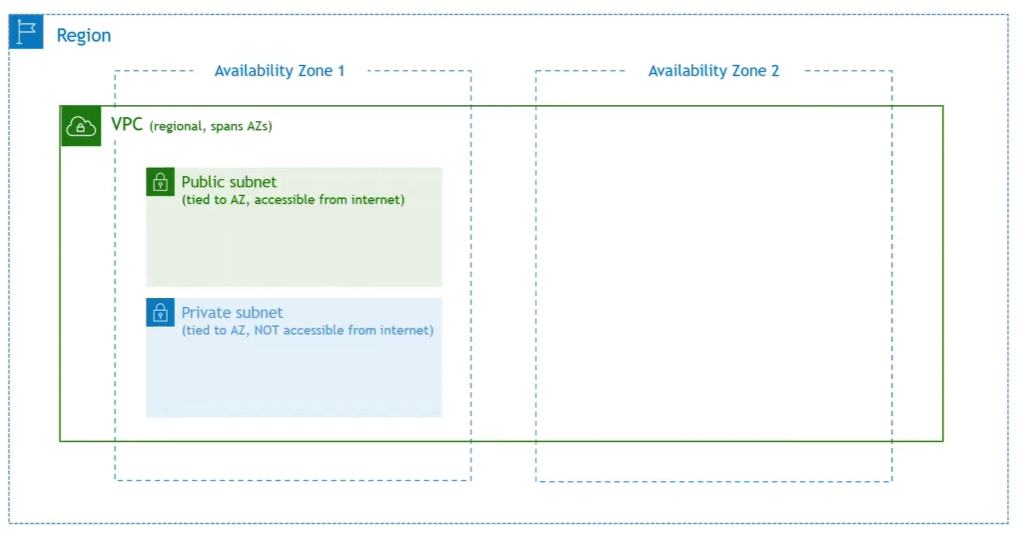 Region
Availability Zone 1
Availability Zone 2
VPC (regional, spans AZs)
Public subnet
(tied to AZ, accessible from internet)
Private subnet
(tied to AZ, NOT accessible from internet)